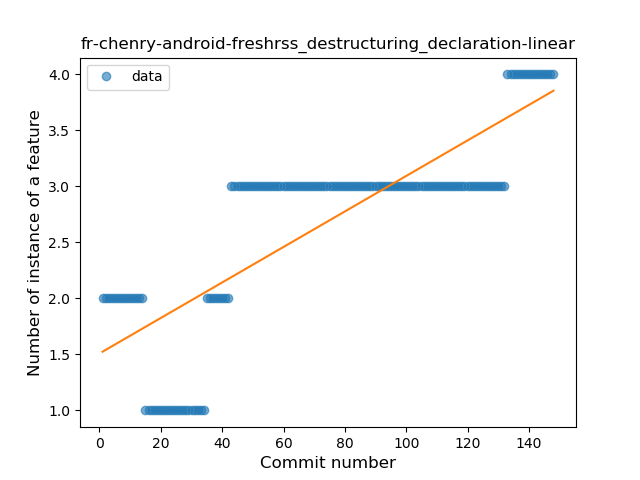 fr-chenry-android-freshrss_destructuring_declaration-linear
data
4.0
3.5
3.0
2.5
2.0
1.5
1.0
Number of instance of a feature
0 20 40 60 80 100 120 140
Commit number